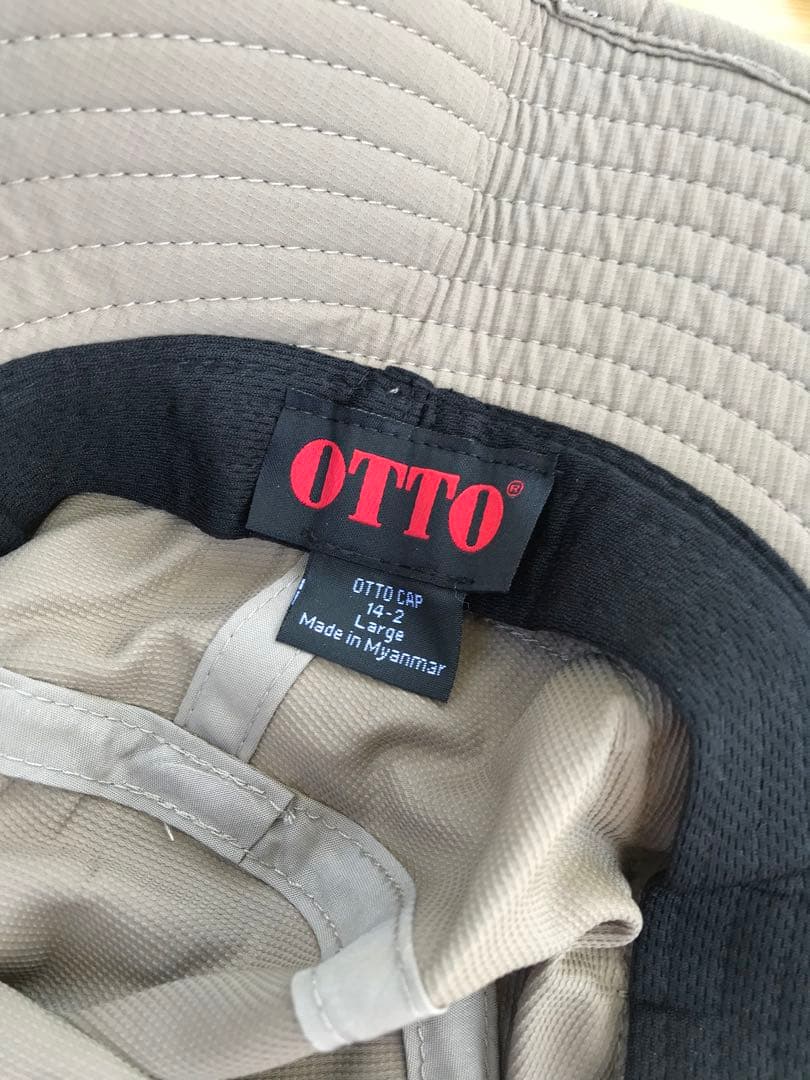 OTTO®
OTTO CAP
14-2
Large
Made in Myanmar